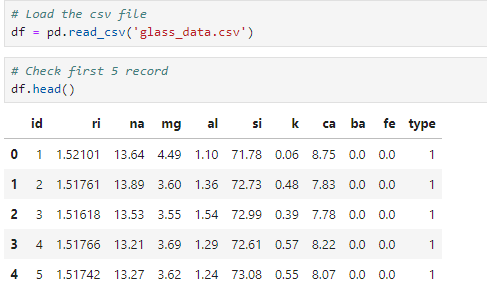 # Load the csv file
df = pd.read_csv('glass_data.csv')
# Check first 5 record
df.head()
id ri na mg al si k ca ba fe type
0 1 1.52101 13.64 4.49 1.10 71.78 0.06 8.75 0.0 0.0 1
1 2 1.51761 13.89 3.60 1.36 72.73 0.48 7.83 0.0 0.0 1
2 3 1.51618 13.53 3.55 1.54 72.99 0.39 7.78 0.0 0.0 1
3 4 1.51766 13.21 3.69 1.29 72.61 0.57 8.22 0.0 0.0 1
4 5 1.51742 13.27 3.62 1.24 73.08 0.55 8.07 0.0 0.0 1